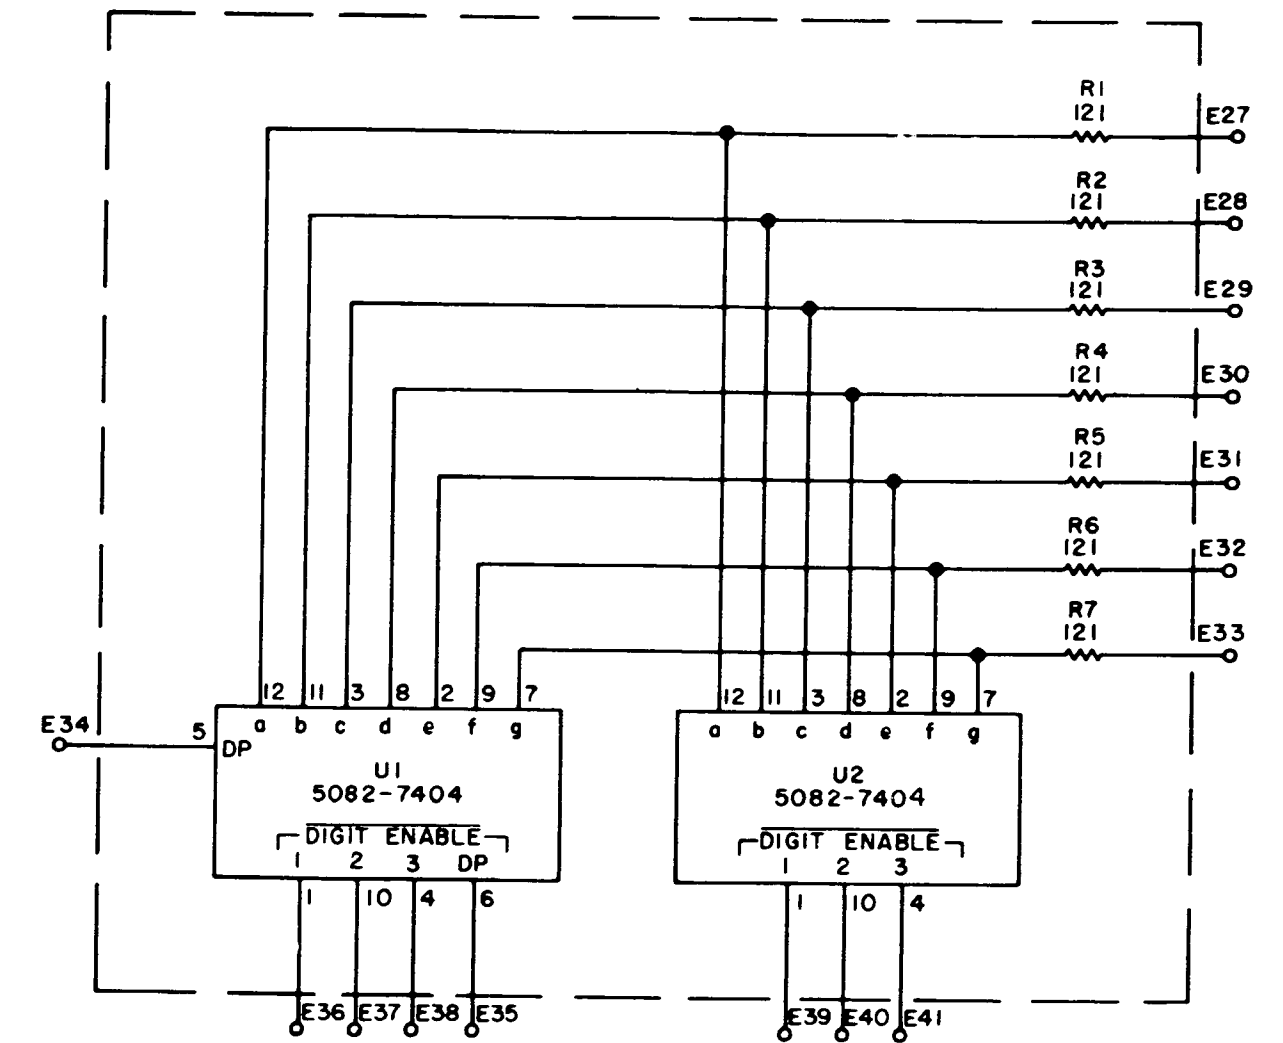 R1
121
E27
R2
121
E28
R3
121
E29
R4
121
E30
R5
121
E31
R6
121
E32
R7
121
E33
12 11 3 8 2 9 7
12 11 3 8 2 9 7
E34
5
DP
a b c d e f g
U1
5082-7404
DIGIT ENABLE
1 2 3 DP
1 10 4 6
a b c d e f g
U2
5082-7404
DIGIT ENABLE
1 2 3
1 10 4
E36 E37 E38 E35
E39 E40 E41